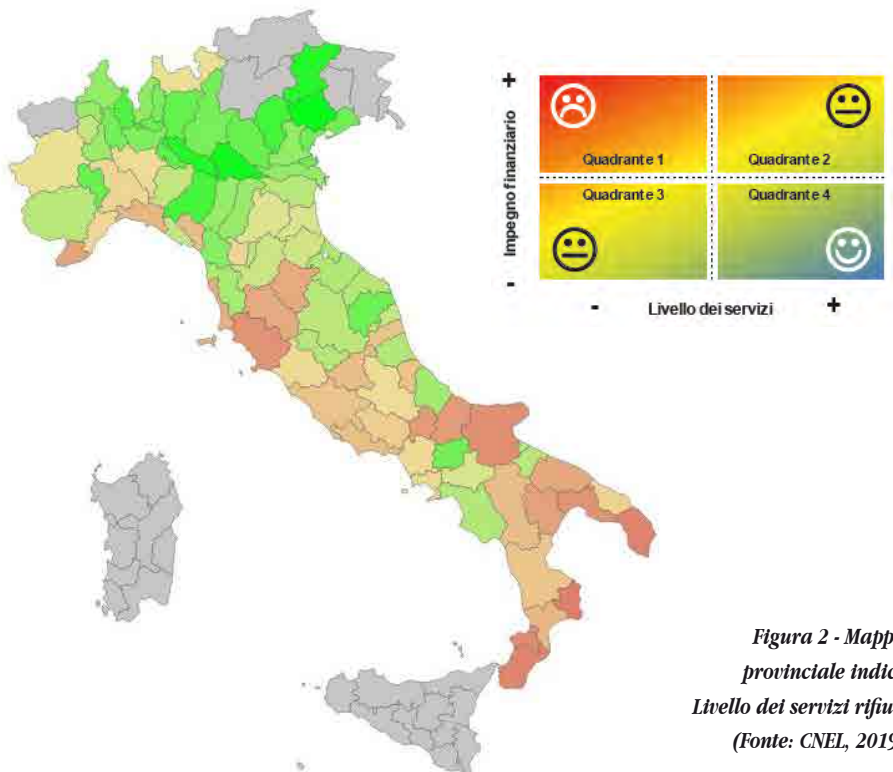 +
Impegno finanziario
-
Quadrante 1
Quadrante 2
Quadrante 3
Quadrante 4
-
Livello dei servizi
+
Figura 2 - Mapp
provinciale indic
Livello dei servizi rifiu
(Fonte: CNEL, 2019